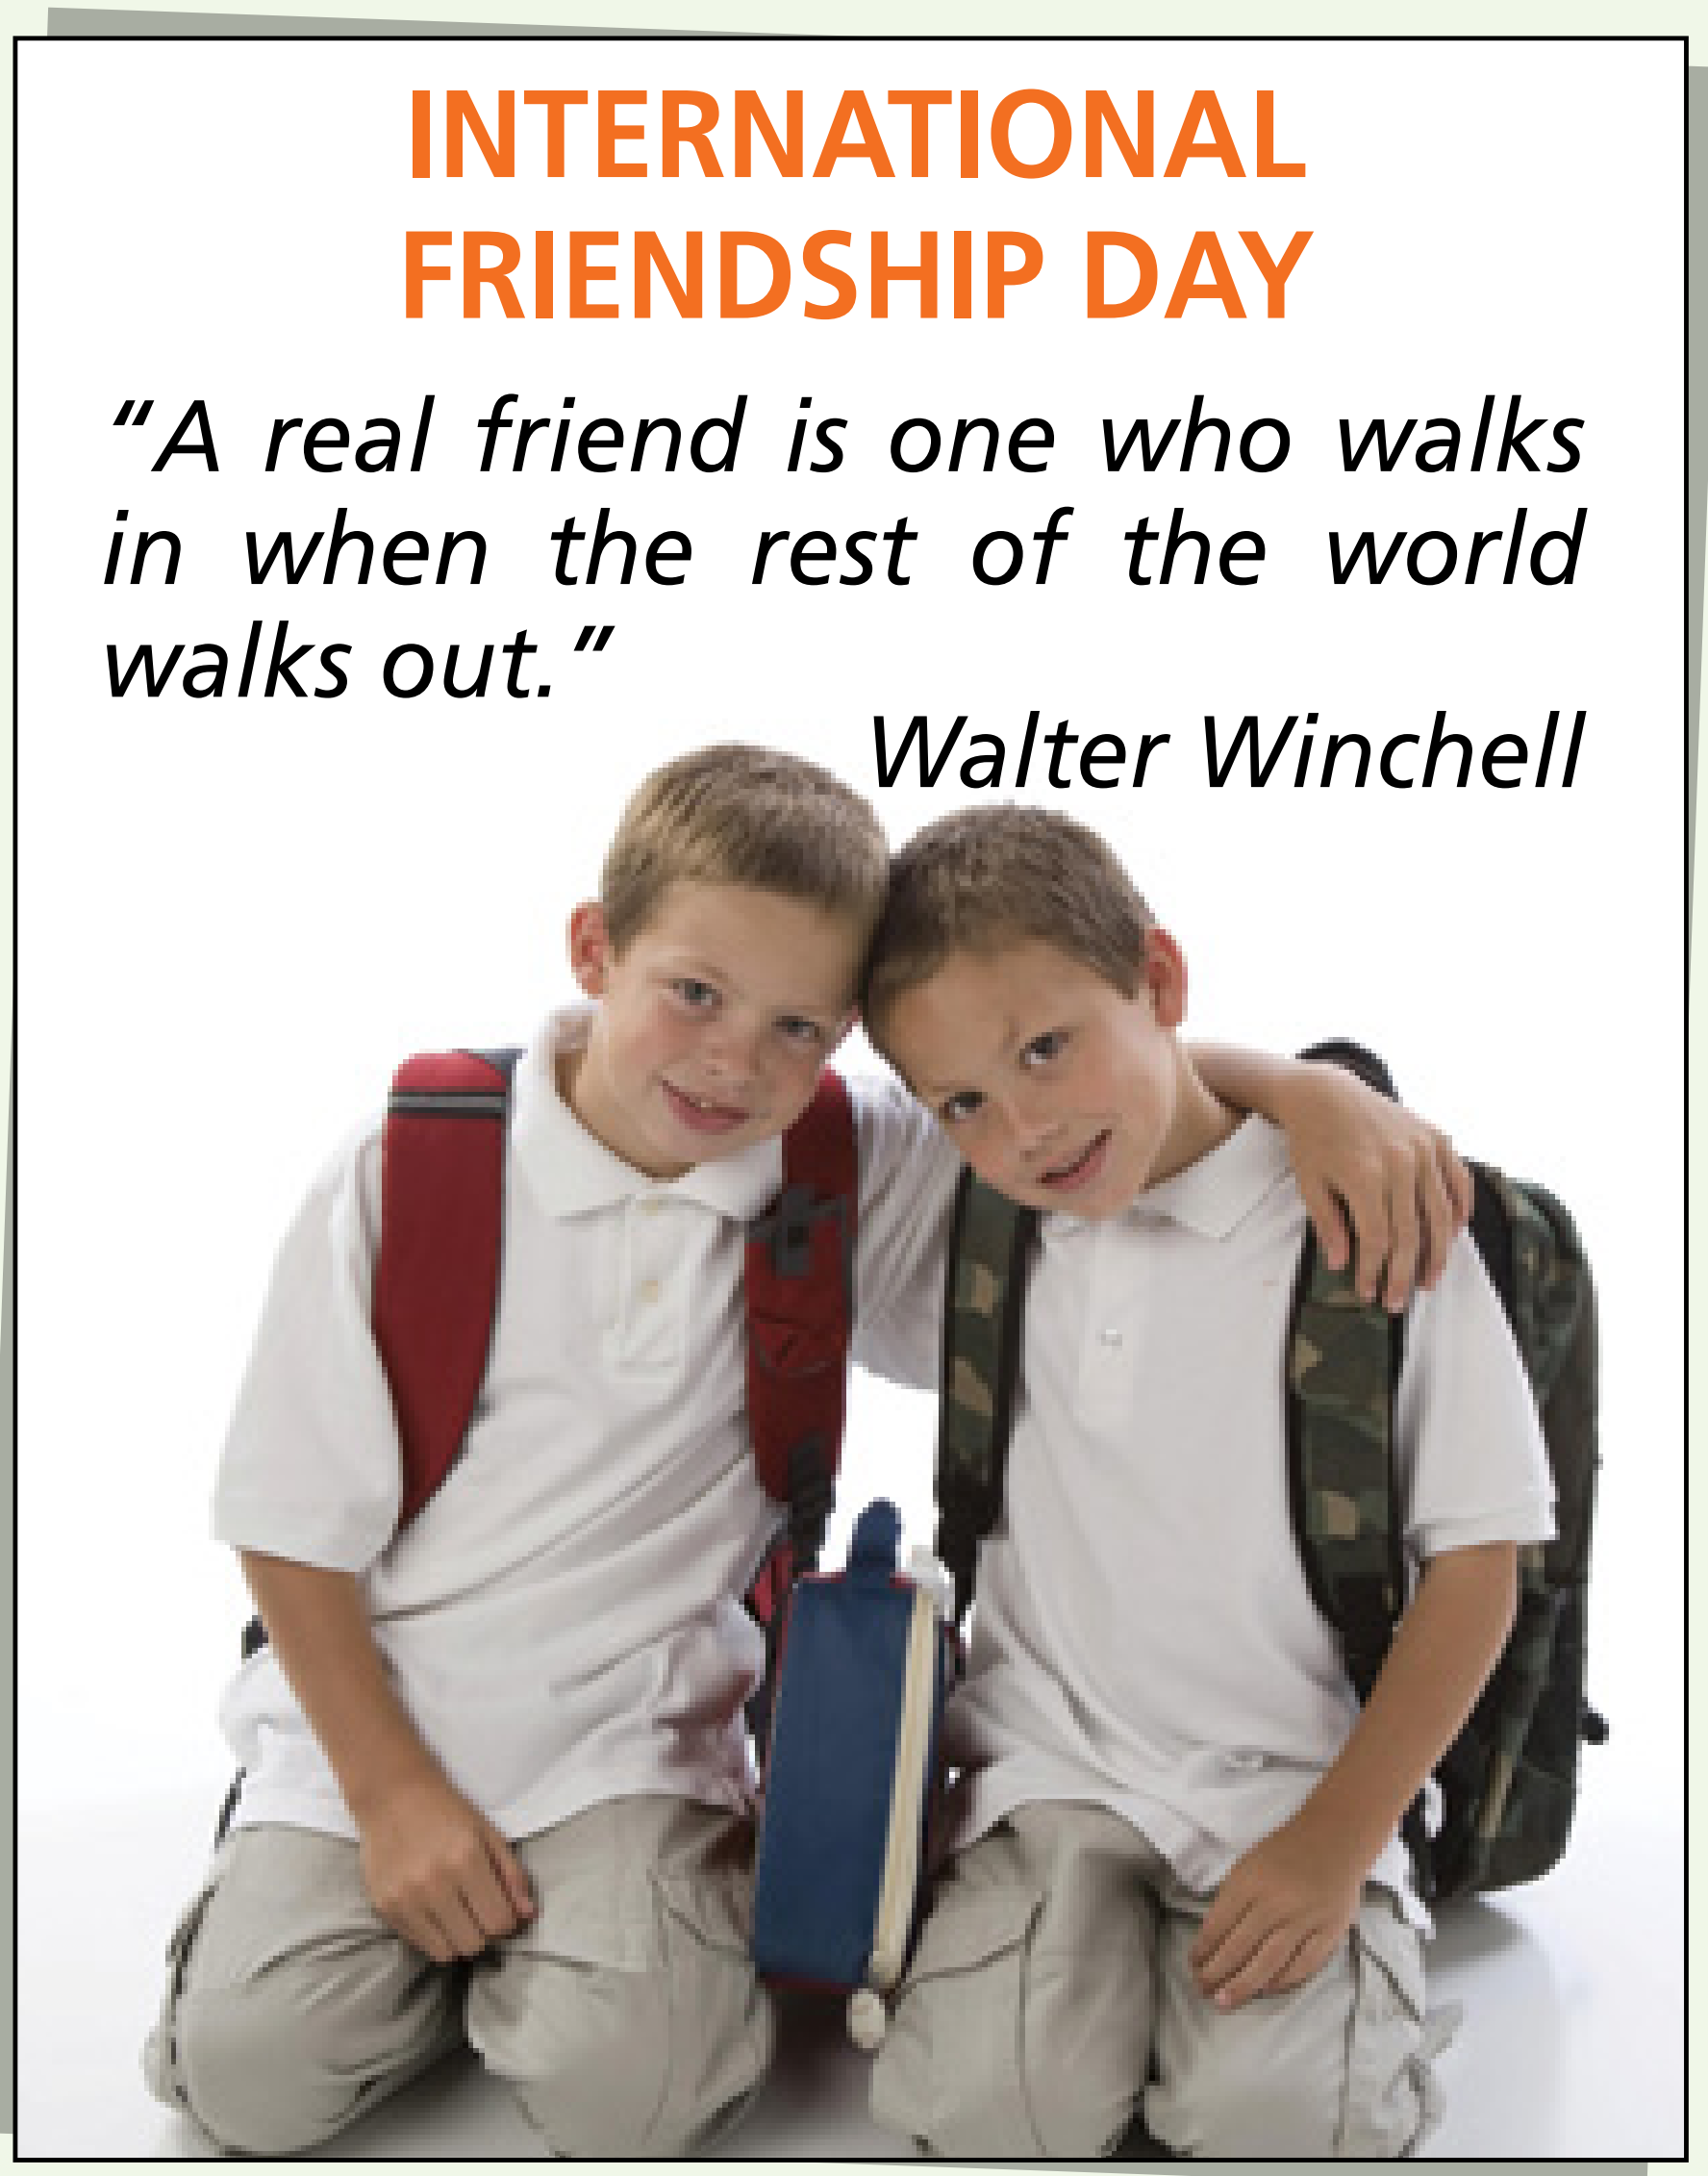 INTERNATIONAL
FRIENDSHIP DAY
“A real friend is one who walks
in when the rest of the world
walks out.”
Walter Winchell